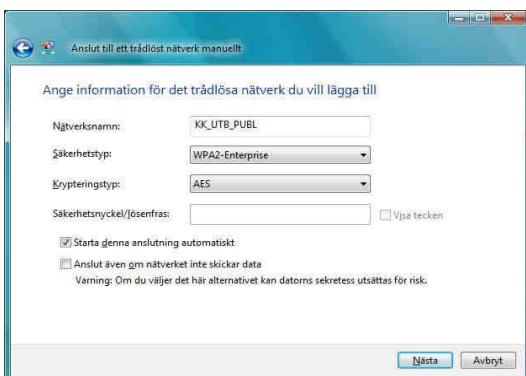 Anslut till ett trådlöst nätverk manuellt
Ange information för det trådlösa nätverk du vill lägga till
Nätverksnamn: KK_UTB_PUBL
Säkerhetstyp: WPA2-Enterprise
Krypteringstyp: AES
Säkerhetsnyckel/lösenfras: Visa tecken
Starta denna anslutning automatiskt
Anslut även om nätverket inte skickar data
Varning: Om du väljer det här alternativet kan datorns sekretess utsättas för risk.
Nästa Avbryt